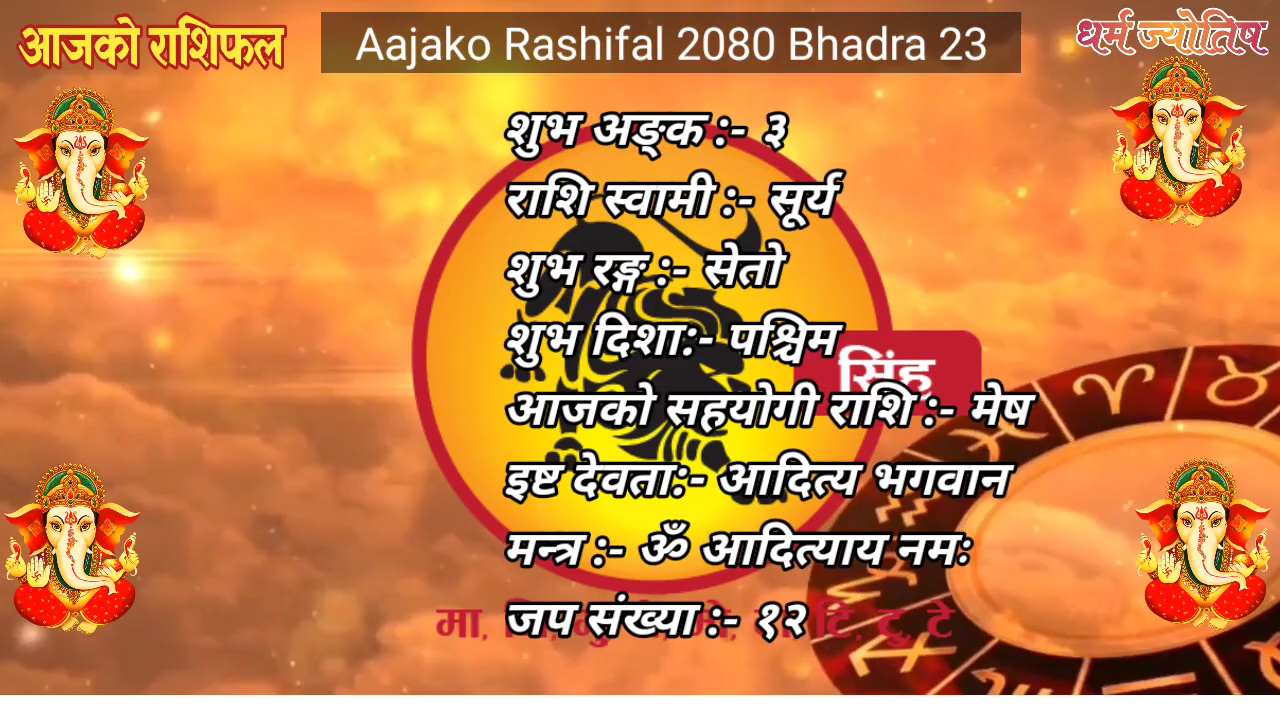 आजको राशिफल
Aajako Rashifal 2080 Bhadra 23
धर्म ज्योतिष
शुभ अङ्क :- ३
राशि स्वामी :- सूर्य
शुभ रङ्ग :- सेतो
शुभ दिशा:- पश्चिम
सिंह
आजको सहयोगी राशि :- मेष
इष्ट देवता:- आदित्य भगवान
मन्त्र :- ॐ आदित्याय नमः
जप संख्या :- १२
मा, टि, टु, टे